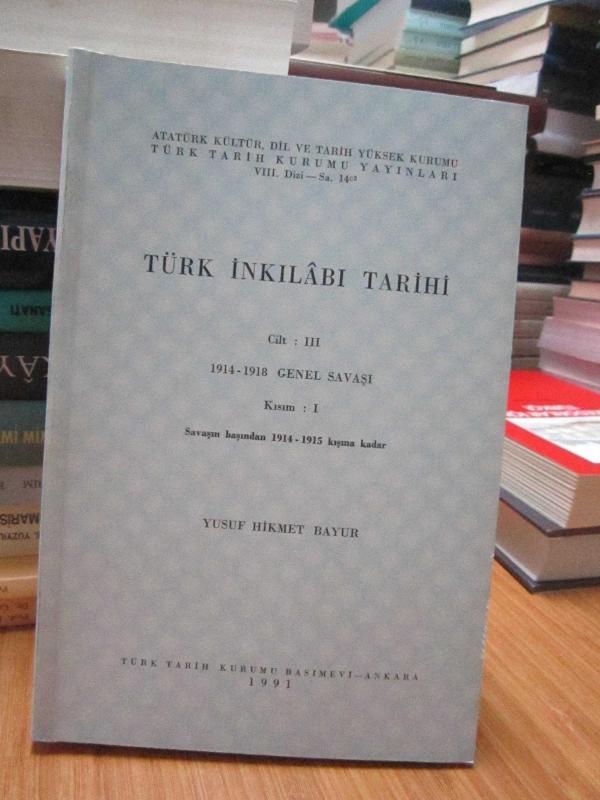 ATATÜRK KÜLTÜR, DİL VE TARİH YÜKSEK KURUMU
TÜRK TARİH KURUMU YAYINLARI
VIII. Dizi — Sa. 14c2
TÜRK İNKILÂBI TARİHİ
Cilt : III
1914-1918 GENEL SAVAŞI
Kısım : I
Savaşın başından 1914-1915 kışına kadar
YUSUF HİKMET BAYUR
TÜRK TARİH KURUMU BASIMEVİ—ANKARA
1991
YAPI
SANATI